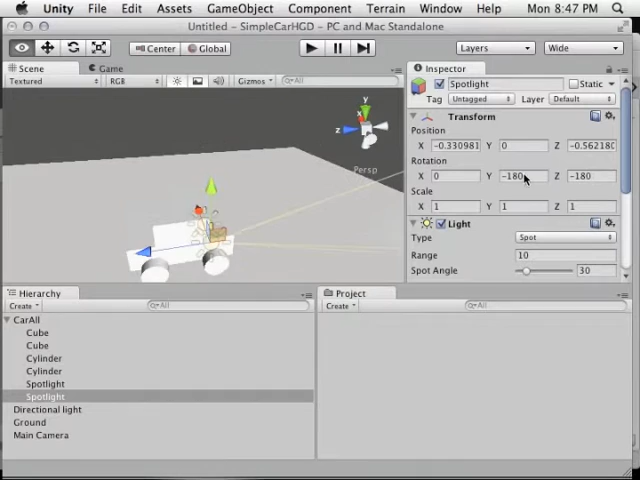 Unity File Edit Assets GameObject Component Terrain Window Help Mon 8:47 PM
Untitled - SimpleCarHGD - PC and Mac Standalone
Center Global Layers Wide
Scene Game Inspector
Textured RGB Gizmos All
Spotlight Static
Tag Untagged Layer Default
Transform
Position
X -0.330981 Y 0 Z -0.562180
Rotation
X 0 Y -180 Z -180
Scale
X 1 Y 1 Z 1
Light
Type Spot
Range 10
Spot Angle 30
y
x
z
Persp
Hierarchy Project
Create All Create All
CarAll
Cube
Cube
Cylinder
Cylinder
Spotlight
Spotlight
Directional light
Ground
Main Camera